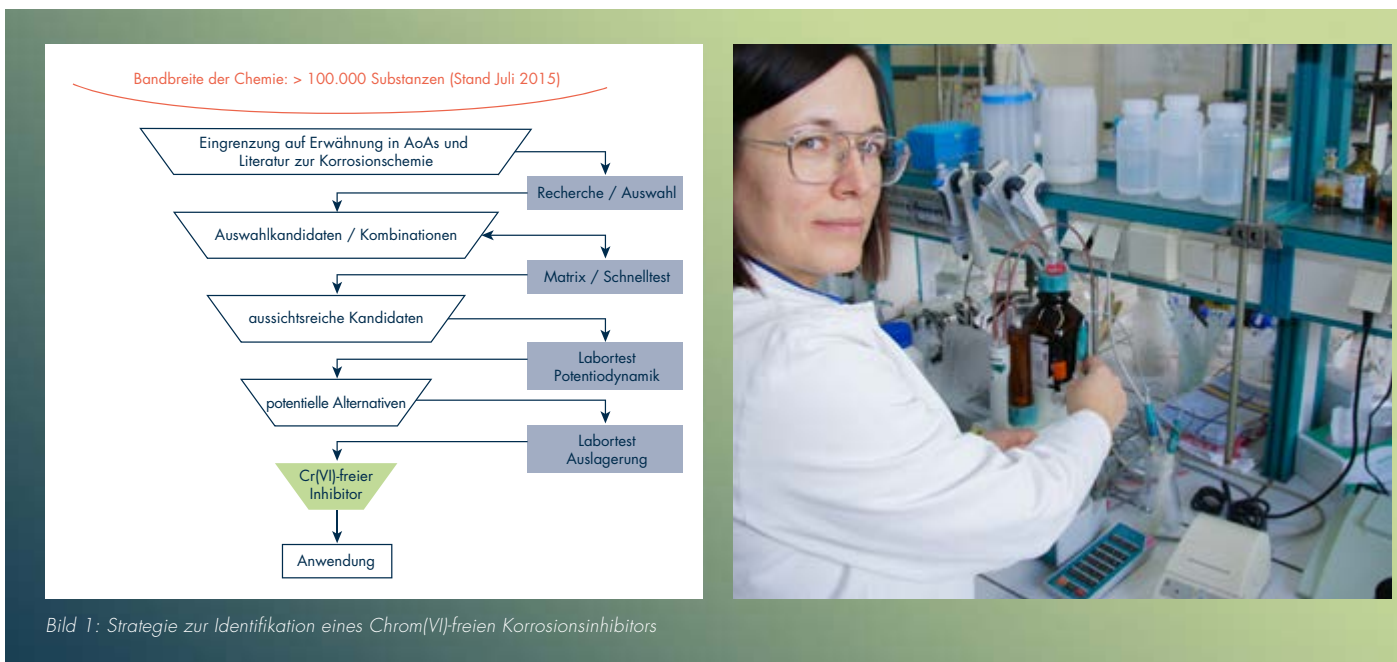 Bandbreite der Chemie: > 100.000 Substanzen (Stand Juli 2015)
Eingrenzung auf Erwähnung in AoAs und
Literatur zur Korrosionschemie
Recherche / Auswahl
Auswahlkandidaten / Kombinationen
Matrix / Schnelltest
aussichtsreiche Kandidaten
Labortest
Potentiodynamik
potentielle Alternativen
Labortest
Auslagerung
Cr(VI)-freier
Inhibitor
Anwendung
Bild 1: Strategie zur Identifikation eines Chrom(VI)-freien Korrosionsinhibitors